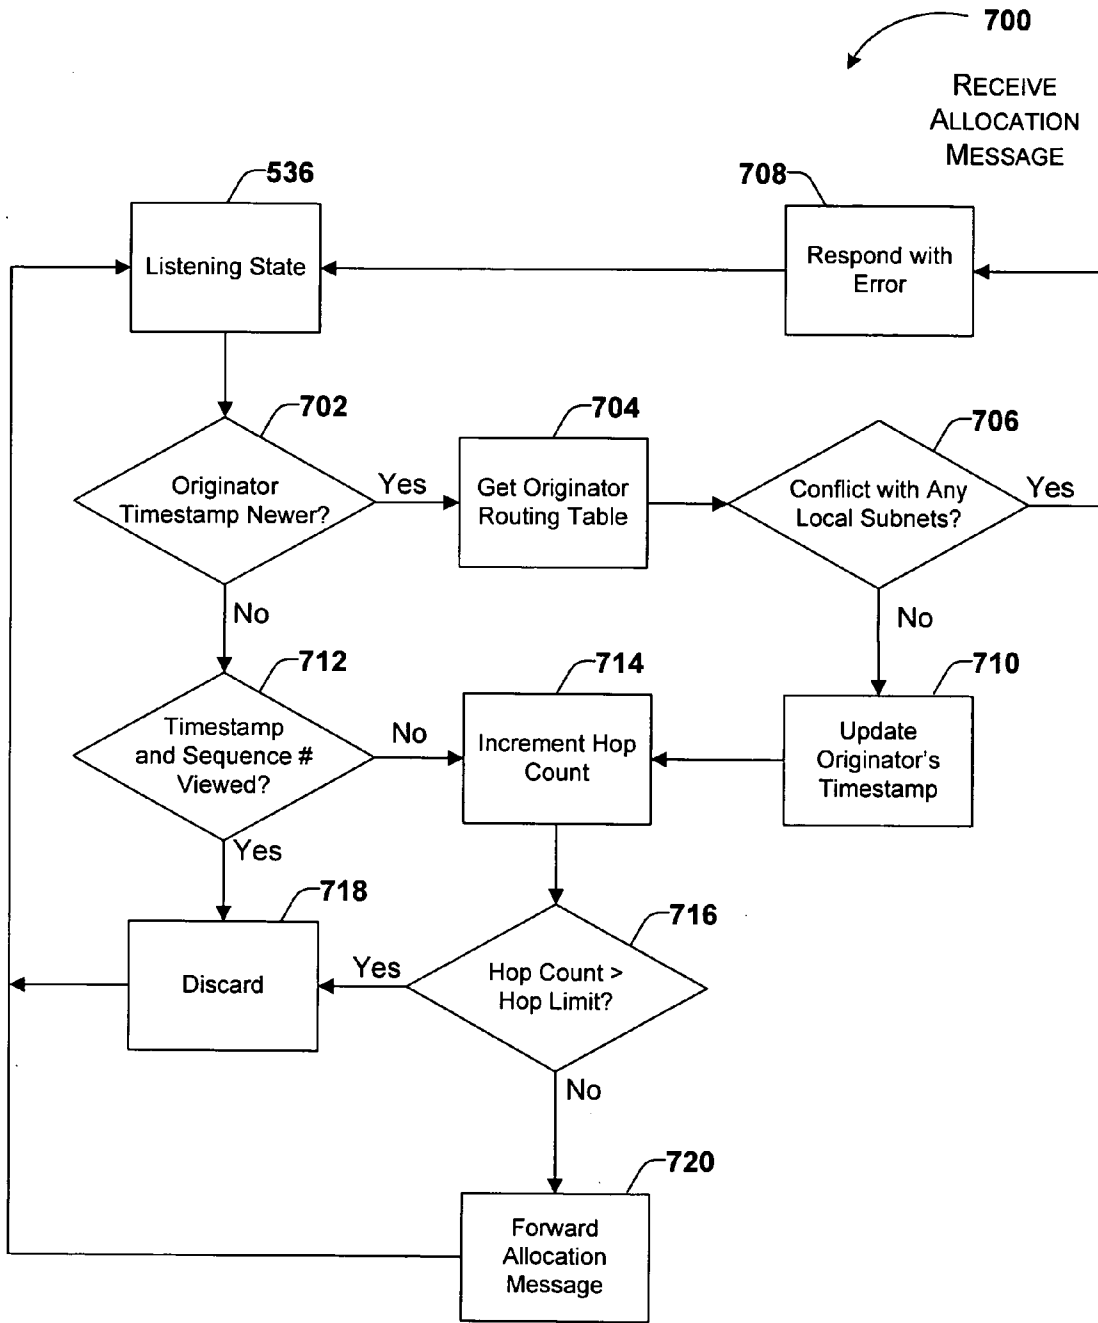 700
RECEIVE
ALLOCATION
MESSAGE
536
Listening State
708
Respond with
Error
702
Originator
Timestamp Newer?
Yes
704
Get Originator
Routing Table
706
Conflict with Any
Local Subnets?
Yes
No
No
712
Timestamp
and Sequence #
Viewed?
No
714
Increment Hop
Count
710
Update
Originator's
Timestamp
Yes
718
Discard
Yes
716
Hop Count >
Hop Limit?
No
720
Forward
Allocation
Message